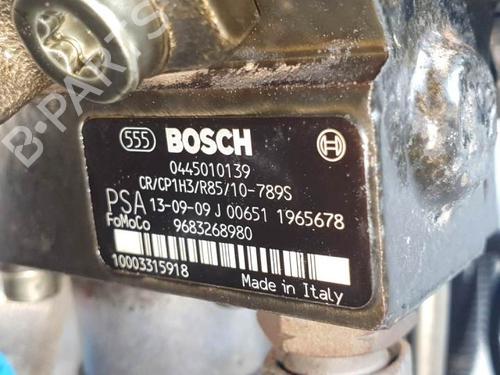 B-PARTS
555 BOSCH
0445010139
CR/CP1H3/R85/10-789S
PSA 13-09-09 J 00651 1965678
FoMoCo 9683268980
10003315918
Made in Italy